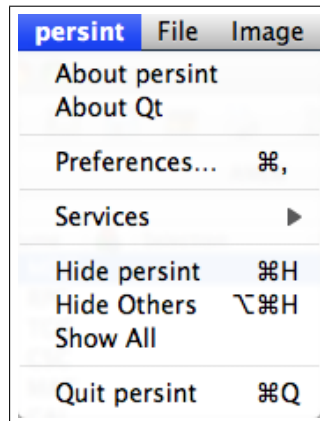 persint File Image
About persint
About Qt
Preferences... ⌘,
Services ▶
Hide persint ⌘H
Hide Others ⌥⌘H
Show All
Quit persint ⌘Q